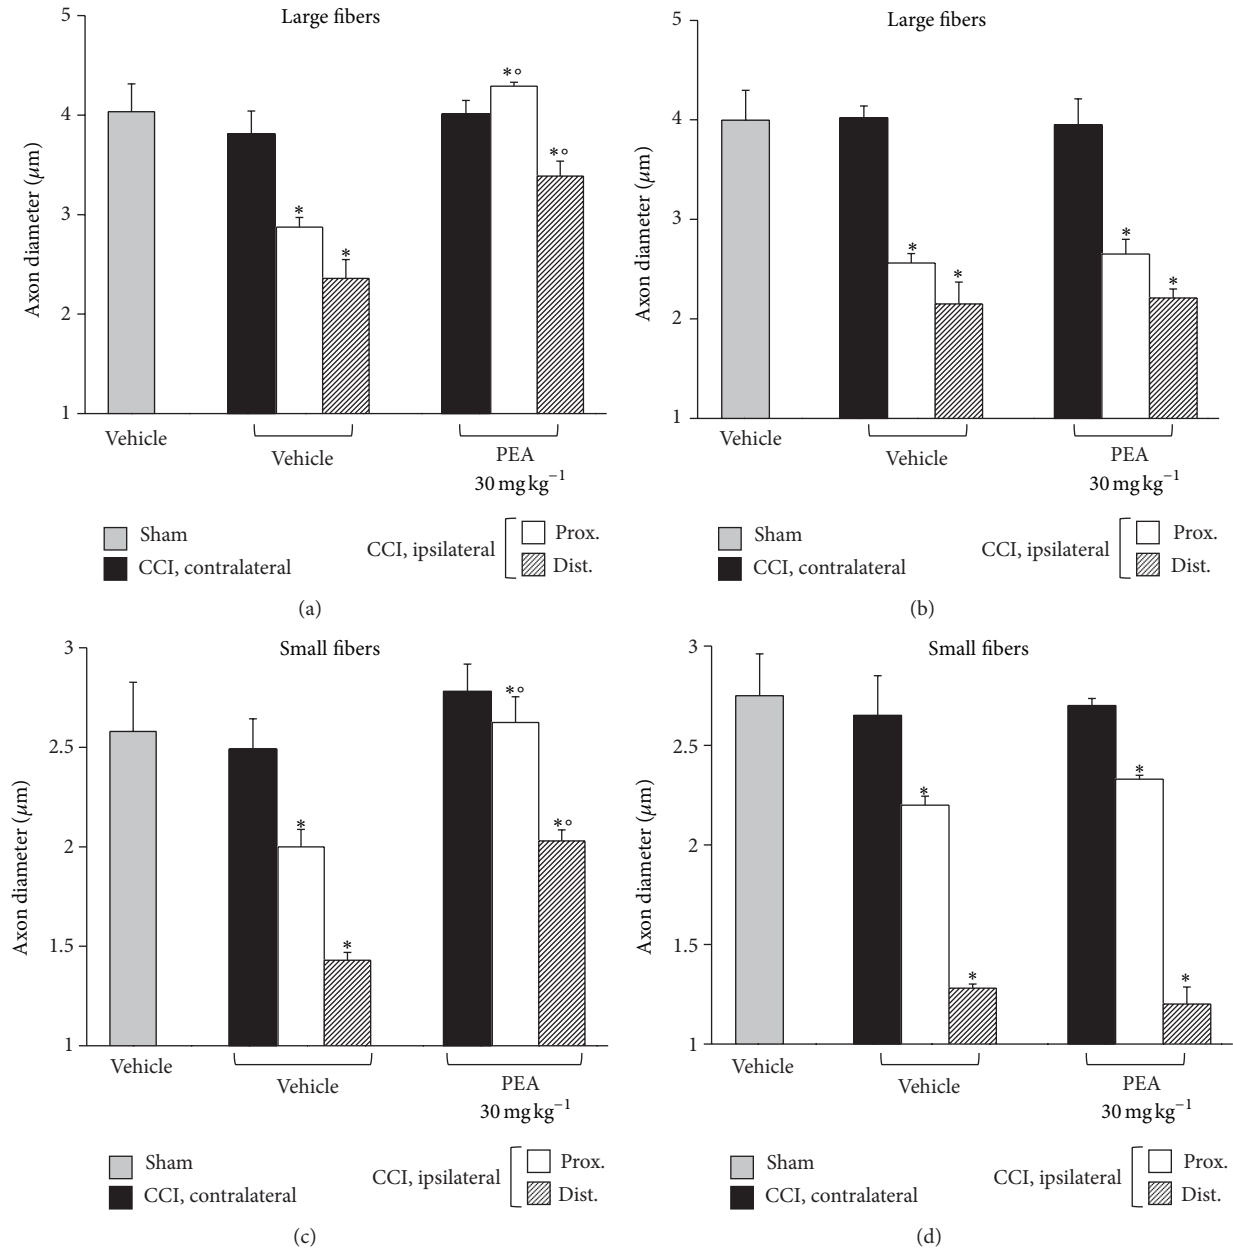 Large fibers
5
4
3
2
1
Axon diameter (μm)
*
*
*°
*°
Vehicle
Vehicle
PEA
30 mg kg⁻¹
Sham
CCI, contralateral
CCI, ipsilateral
Prox.
Dist.
(a)
Large fibers
5
4
3
2
1
Axon diameter (μm)
*
*
*
*
Vehicle
Vehicle
PEA
30 mg kg⁻¹
Sham
CCI, contralateral
CCI, ipsilateral
Prox.
Dist.
(b)
Small fibers
3
2.5
2
1.5
1
Axon diameter (μm)
*
*
*°
*°
Vehicle
Vehicle
PEA
30 mg kg⁻¹
Sham
CCI, contralateral
CCI, ipsilateral
Prox.
Dist.
(c)
Small fibers
3
2.5
2
1.5
1
Axon diameter (μm)
*
*
*
*
Vehicle
Vehicle
PEA
30 mg kg⁻¹
Sham
CCI, contralateral
CCI, ipsilateral
Prox.
Dist.
(d)